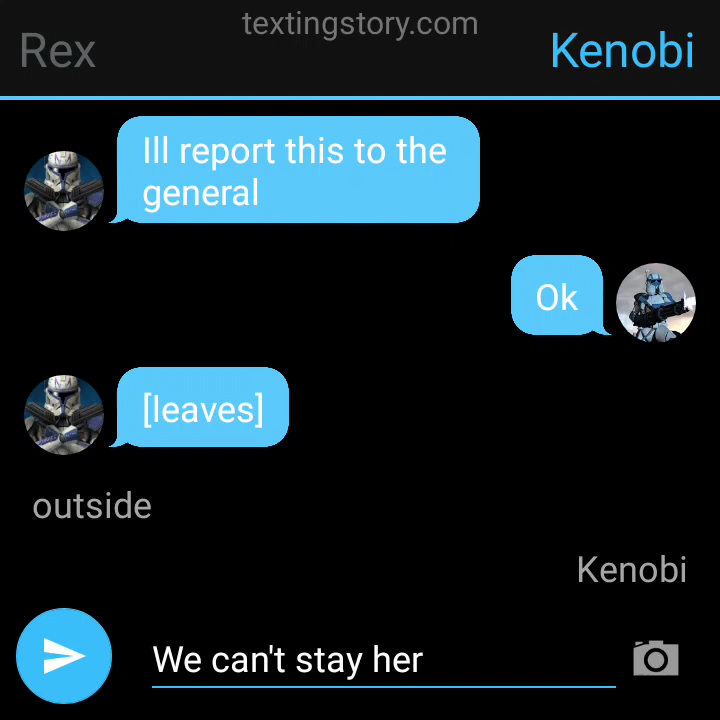 textingstory.com
Rex
Kenobi
Ill report this to the
general
Ok
[leaves]
outside
Kenobi
We can't stay her